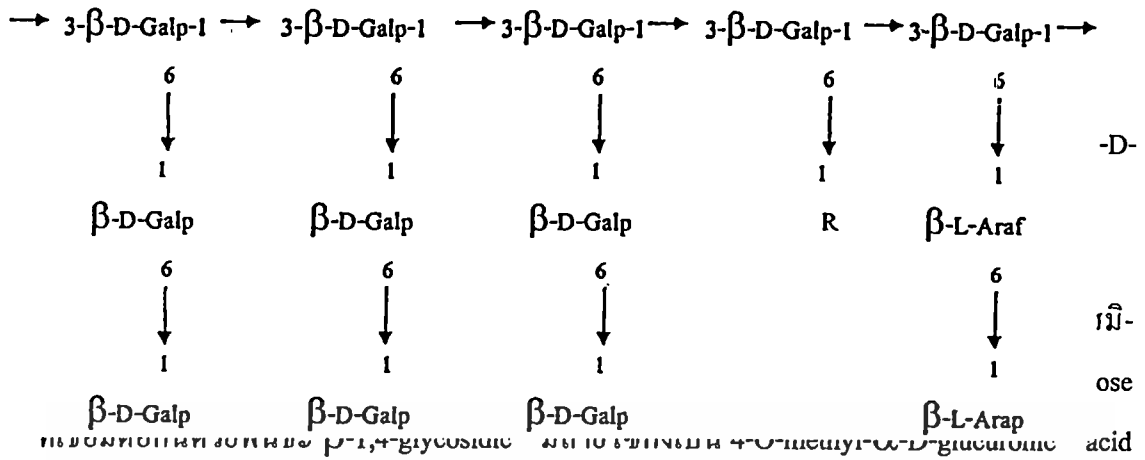 → 3-β-D-Galp-1 → 3-β-D-Galp-1 → 3-β-D-Galp-1 → 3-β-D-Galp-1 → 3-β-D-Galp-1 →
6 6 6 6 5
-D-
1 1 1 1 1
β-D-Galp β-D-Galp β-D-Galp R β-L-Araf
6 6 6 6
1 1 1 1
ose
β-D-Galp β-D-Galp β-D-Galp β-L-Arap
β-1,4-glycosidic 4-O-methyl-α-D-glucuronic acid